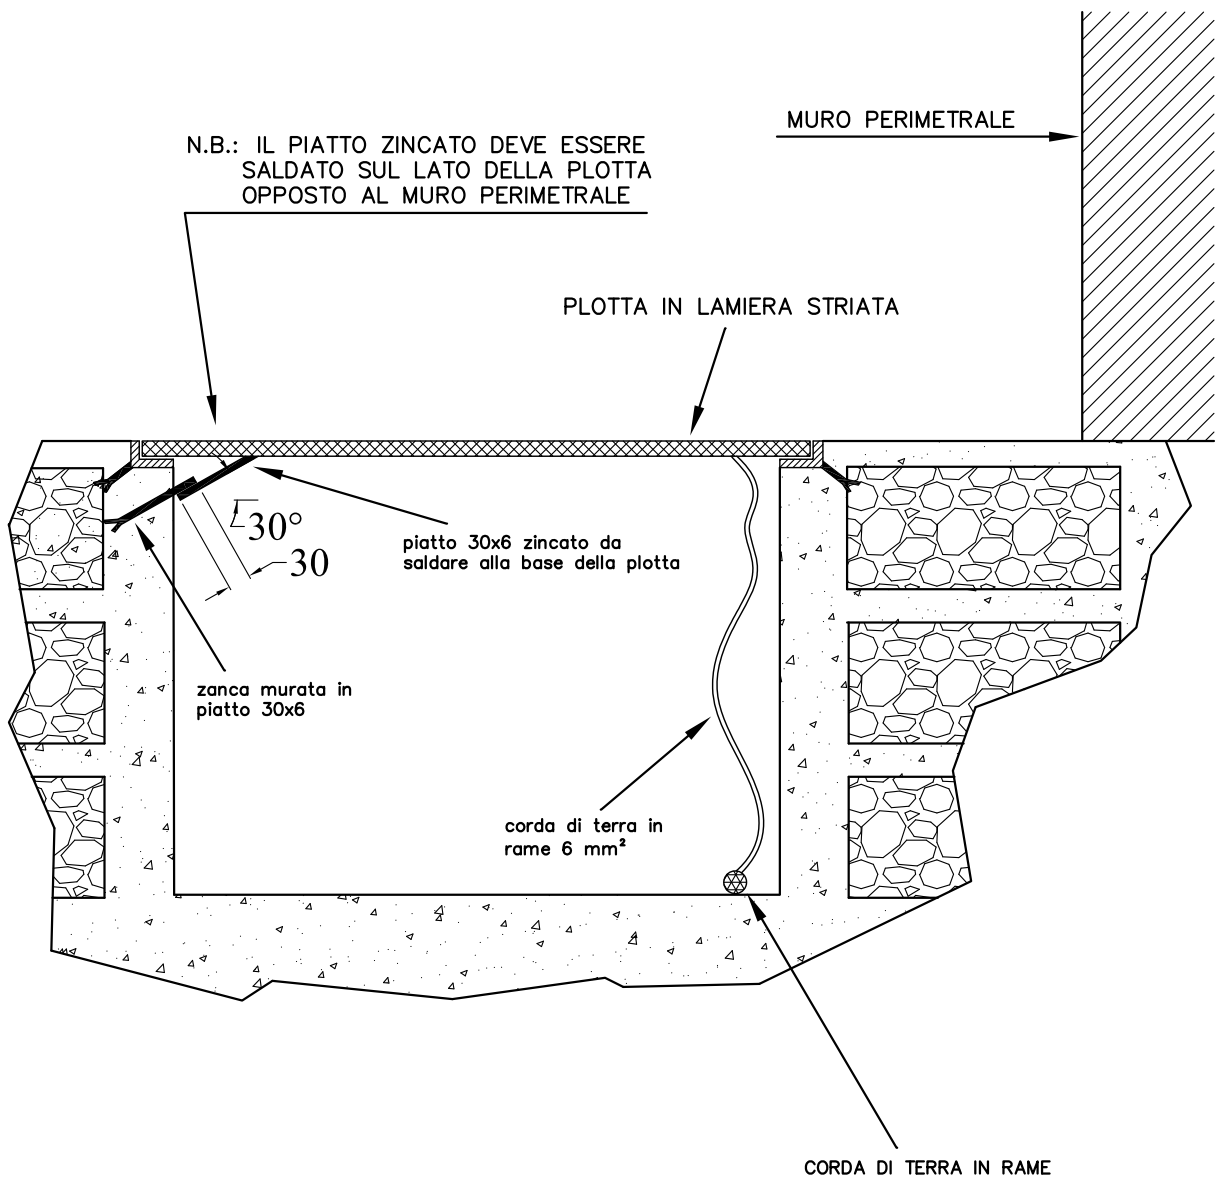 MURO PERIMETRALE
N.B.: IL PIATTO ZINCATO DEVE ESSERE
SALDATO SUL LATO DELLA PLOTTA
OPPOSTO AL MURO PERIMETRALE
PLOTTA IN LAMIERA STRIATA
30°
30
piatto 30x6 zincato da
saldare alla base della plotta
zanca murata in
piatto 30x6
corda di terra in
rame 6 mm²
CORDA DI TERRA IN RAME